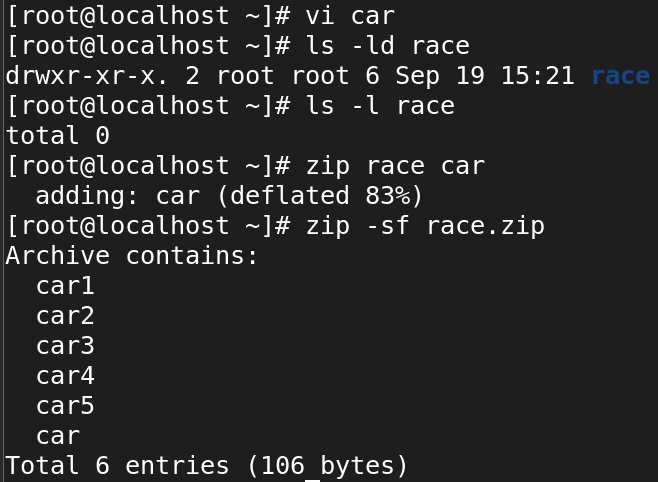 [root@localhost ~]# vi car
[root@localhost ~]# ls -ld race
drwxr-xr-x. 2 root root 6 Sep 19 15:21 race
[root@localhost ~]# ls -l race
total 0
[root@localhost ~]# zip race car
  adding: car (deflated 83%)
[root@localhost ~]# zip -sf race.zip
Archive contains:
  car1
  car2
  car3
  car4
  car5
  car
Total 6 entries (106 bytes)